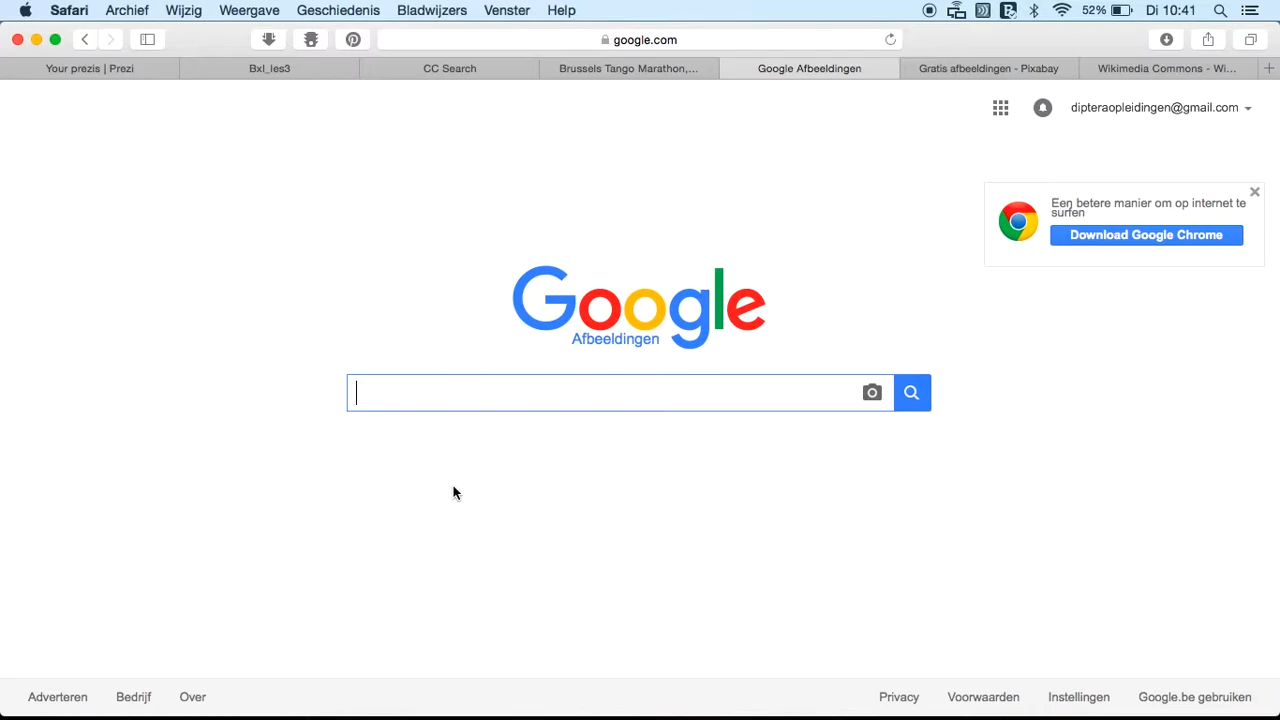 Safari Archief Wijzig Weergave Geschiedenis Bladwijzers Venster Help 52% Di 10:41
google.com
Your prezis | Prezi Bxl_les3 CC Search Brussels Tango Marathon,... Google Afbeeldingen Gratis afbeeldingen - Pixabay Wikimedia Commons - Wi...
dipteraopleidingen@gmail.com
Een betere manier om op internet te
surfen
Download Google Chrome
Google
Afbeeldingen
Adverteren Bedrijf Over Privacy Voorwaarden Instellingen Google.be gebruiken